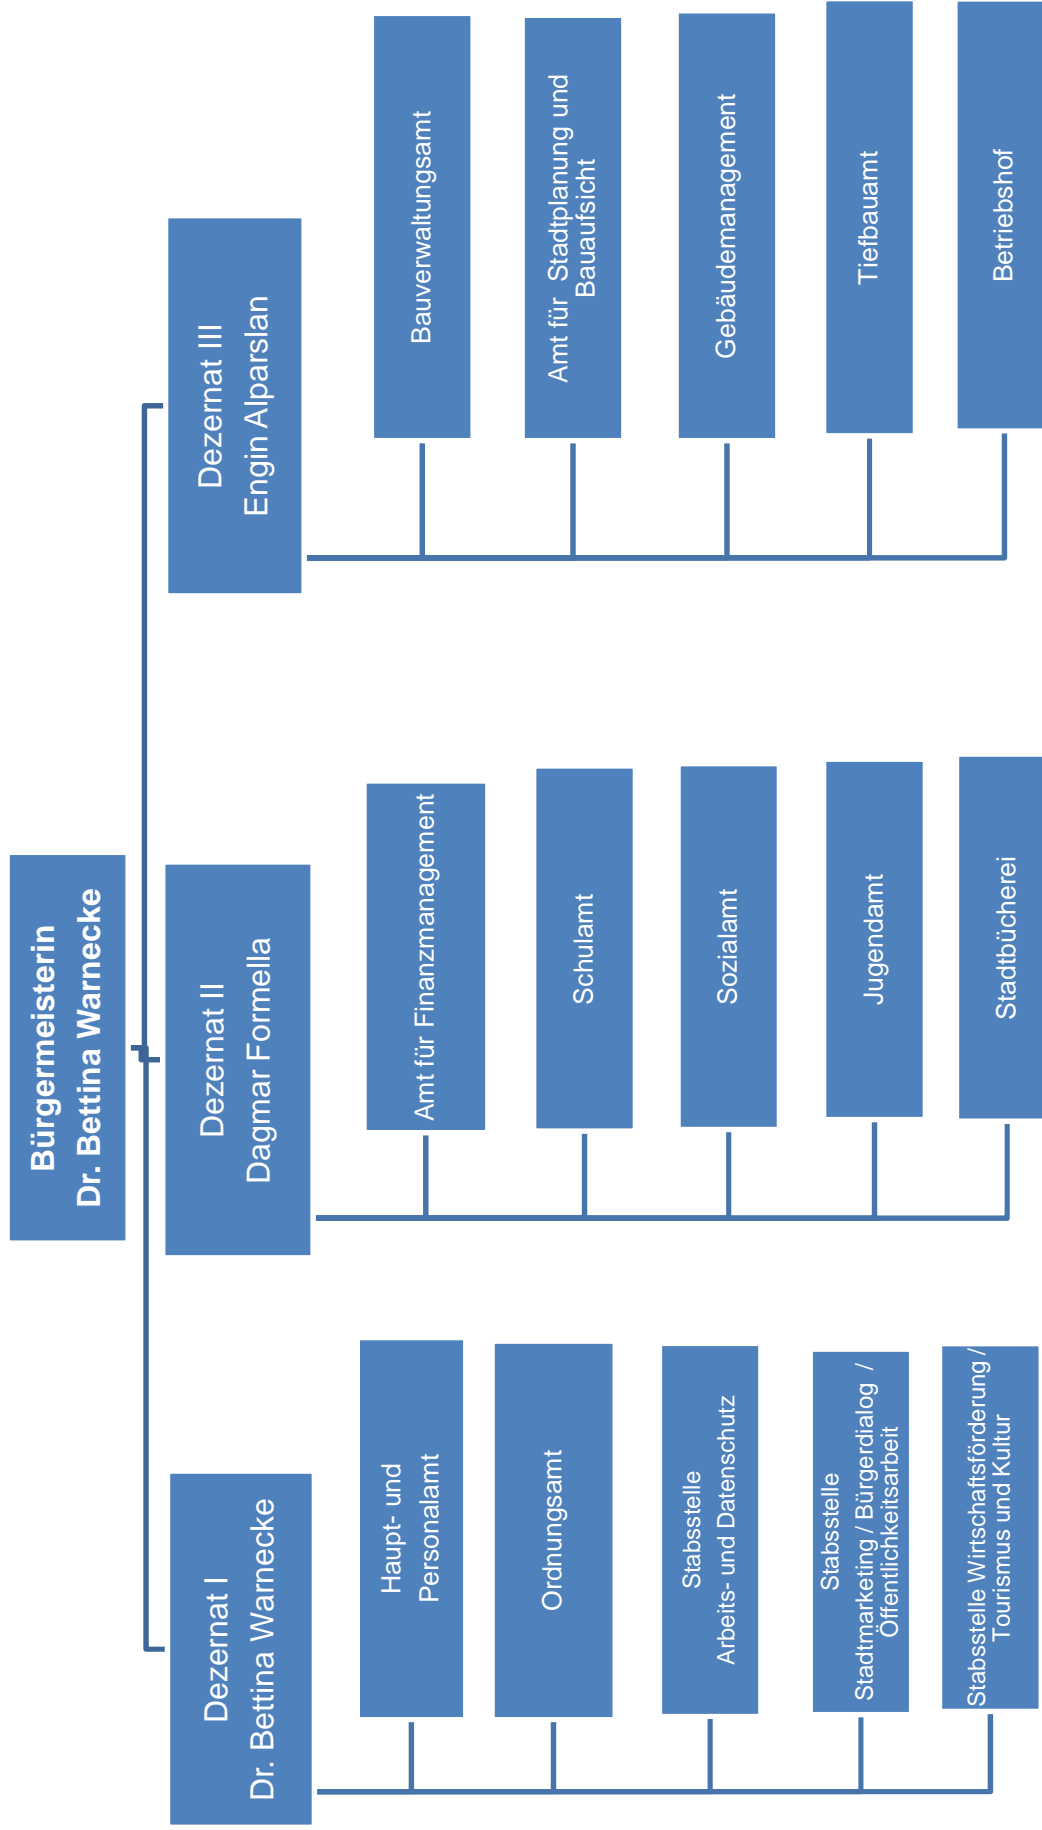 Bürgermeisterin
Dr. Bettina Warnecke
Dezernat I
Dr. Bettina Warnecke
Haupt- und
Personalamt
Ordnungsamt
Stabsstelle
Arbeits- und Datenschutz
Stabsstelle
Stadtmarketing / Bürgerdialog /
Öffentlichkeitsarbeit
Stabsstelle Wirtschaftsförderung /
Tourismus und Kultur
Dezernat II
Dagmar Formella
Amt für Finanzmanagement
Schulamt
Sozialamt
Jugendamt
Stadtbücherei
Dezernat III
Engin Alparslan
Bauverwaltungsamt
Amt für Stadtplanung und
Bauaufsicht
Gebäudemanagement
Tiefbauamt
Betriebshof